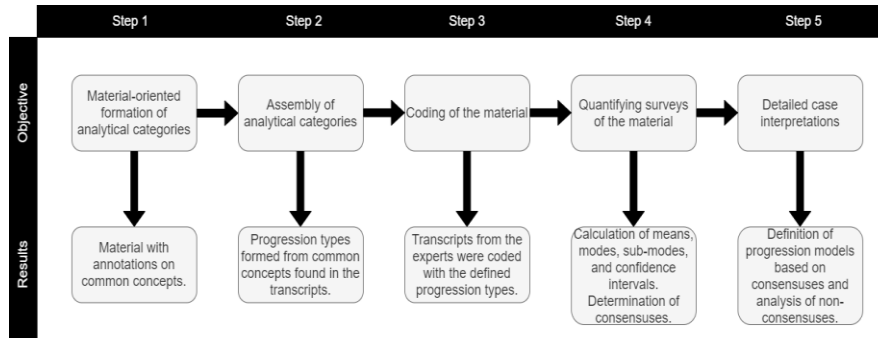 Step 1
Step 2
Step 3
Step 4
Step 5
Objective
Material-oriented
formation of
analytical categories
Assembly of
analytical categories
Coding of the material
Quantifying surveys
of the material
Detailed case
interpretations
Results
Material with
annotations on
common concepts.
Progression types
formed from common
concepts found in the
transcripts.
Transcripts from the
experts were coded
with the defined
progression types.
Calculation of means,
modes, sub-modes,
and confidence
intervals.
Determination of
consensuses.
Definition of
progression models
based on
consensuses and
analysis of non-
consensuses.